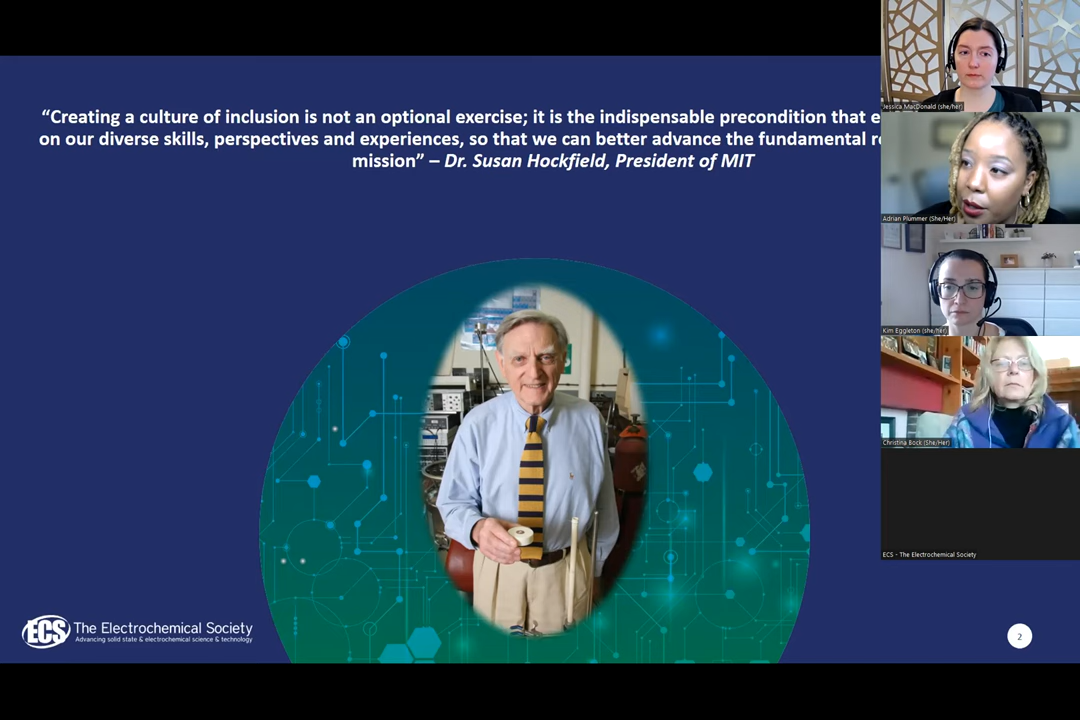 “Creating a culture of inclusion is not an optional exercise; it is the indispensable precondition that
on our diverse skills, perspectives and experiences, so that we can better advance the fundamental
mission” – Dr. Susan Hockfield, President of MIT
Jessica MacDonald (she/her)
Adrian Plummer (She/Her)
Kim Eggleton (she/her)
Christina Bock (She/Her)
ECS - The Electrochemical Society
ECS The Electrochemical Society
Advancing solid state & electrochemical science & technology
2